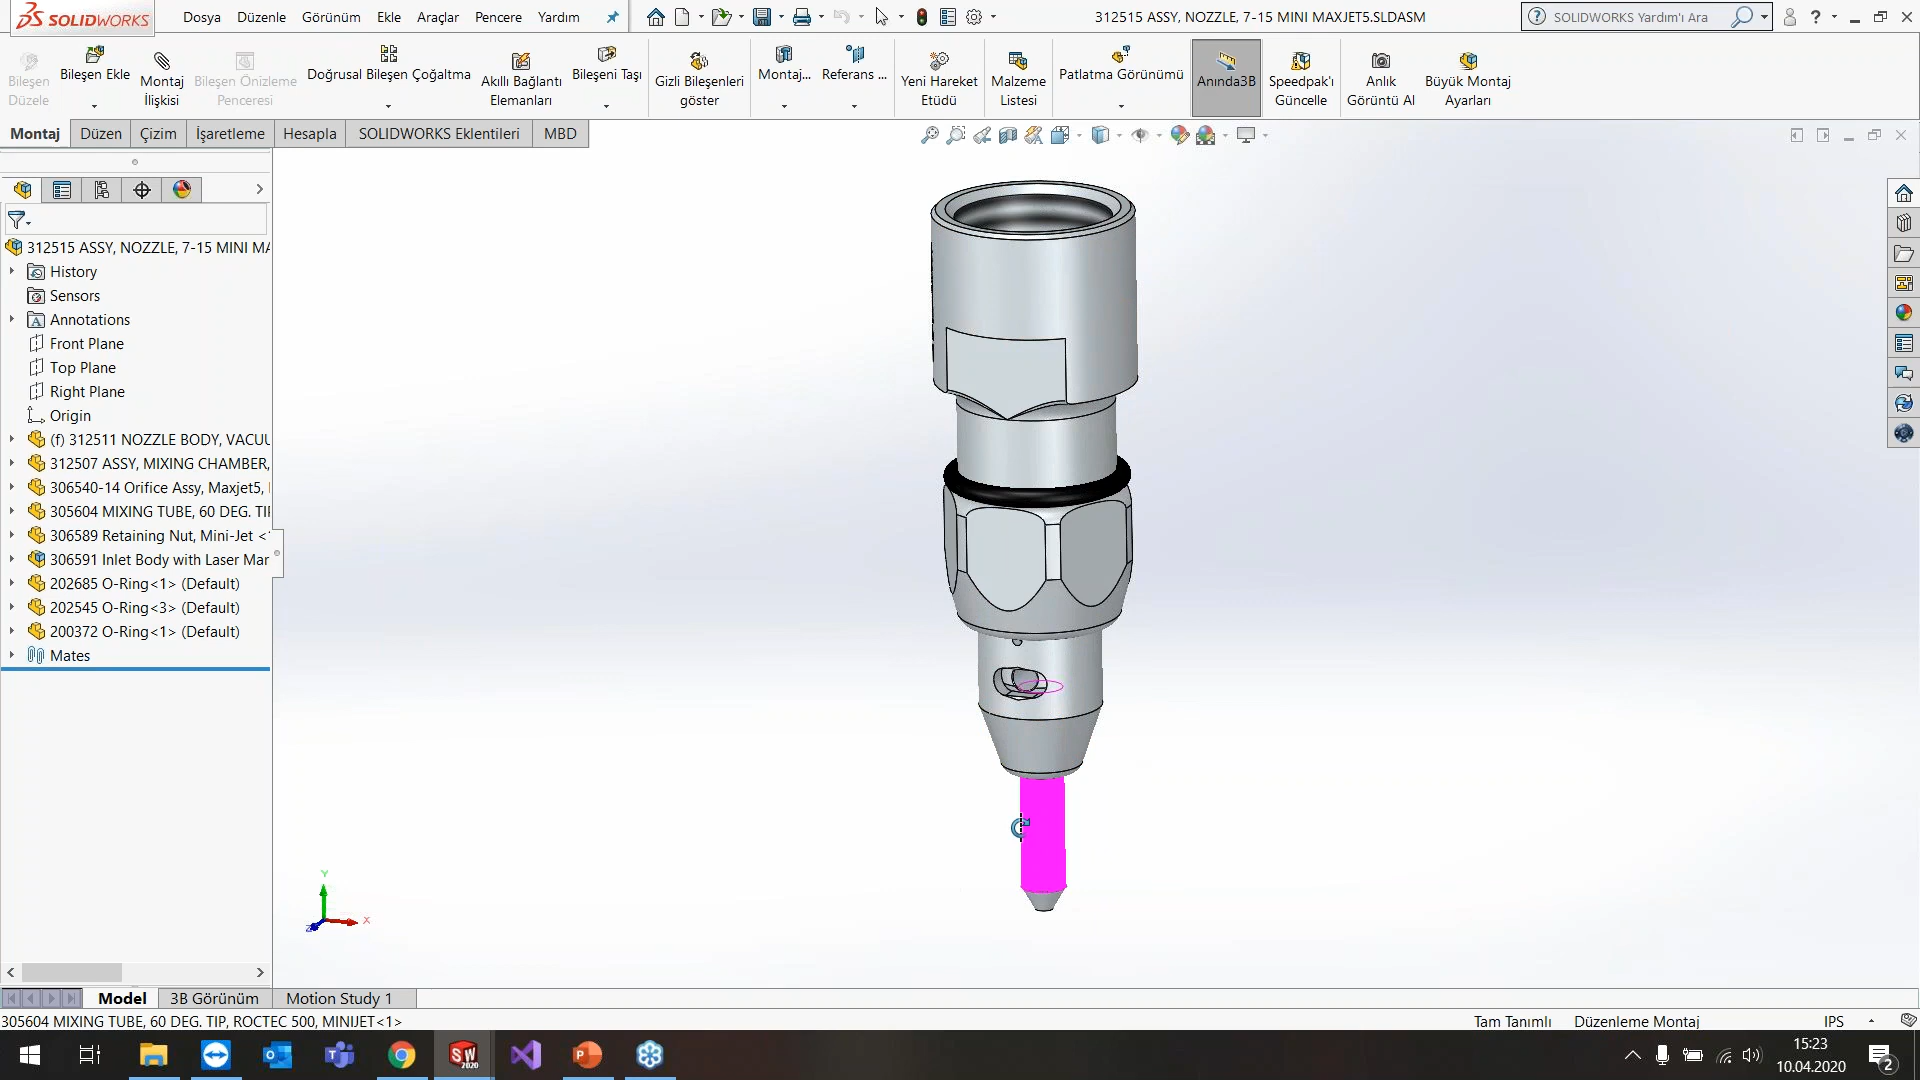 SOLIDWORKS
Dosya Düzenle Görünüm Ekle Araçlar Pencere Yardım
312515 ASSY, NOZZLE, 7-15 MINI MAXJET5.SLDASM
SOLIDWORKS Yardım'ı Ara
Bileşen Düzele
Bileşen Ekle
Montaj İlişkisi
Bileşen Önizleme Penceresi
Doğrusal Bileşen Çoğaltma
Akıllı Bağlantı Elemanları
Bileşeni Taşı
Gizli Bileşenleri göster
Montaj...
Referans ...
Yeni Hareket Etüdü
Malzeme Listesi
Patlatma Görünümü
Anında3B
Speedpak'ı Güncelle
Anlık Görüntü Al
Büyük Montaj Ayarları
Montaj Düzen Çizim İşaretleme Hesapla SOLIDWORKS Eklentileri MBD
312515 ASSY, NOZZLE, 7-15 MINI MA
History
Sensors
Annotations
Front Plane
Top Plane
Right Plane
Origin
(f) 312511 NOZZLE BODY, VACUU
312507 ASSY, MIXING CHAMBER,
306540-14 Orifice Assy, Maxjet5,
305604 MIXING TUBE, 60 DEG. TIP
306589 Retaining Nut, Mini-Jet <
306591 Inlet Body with Laser Mar
202685 O-Ring<1> (Default)
202545 O-Ring<3> (Default)
200372 O-Ring<1> (Default)
Mates
Y
X
Z
Model 3B Görünüm Motion Study 1
305604 MIXING TUBE, 60 DEG. TIP, ROCTEC 500, MINIJET<1>
Tam Tanımlı Düzenleme Montaj IPS
SW 2020
15:23
10.04.2020
2